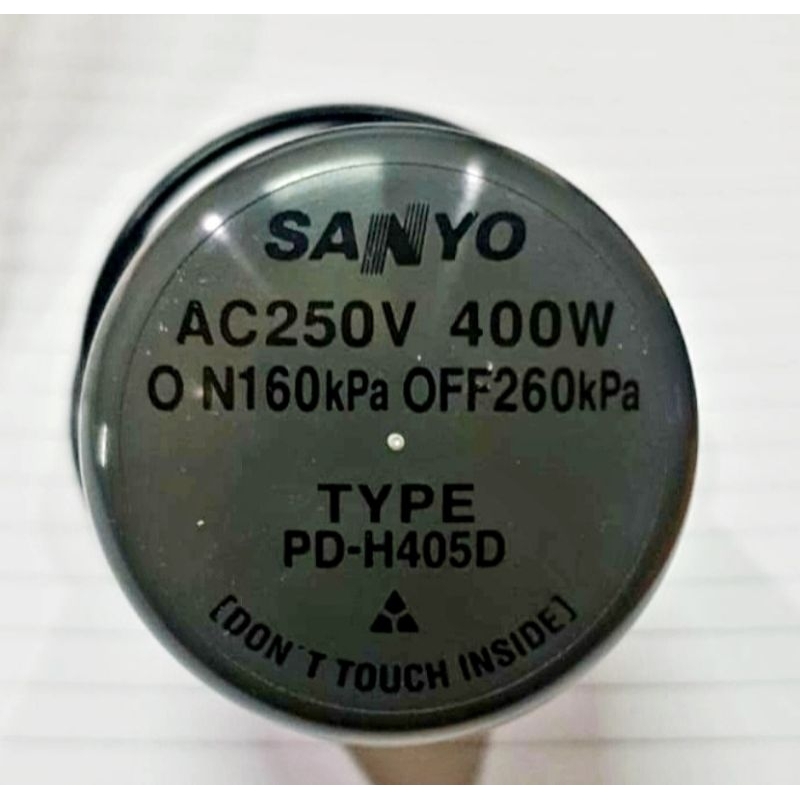 SANYO
AC250V 400W
O N160kPa OFF260kPa
TYPE
PD-H405D
[DON'T TOUCH INSIDE]